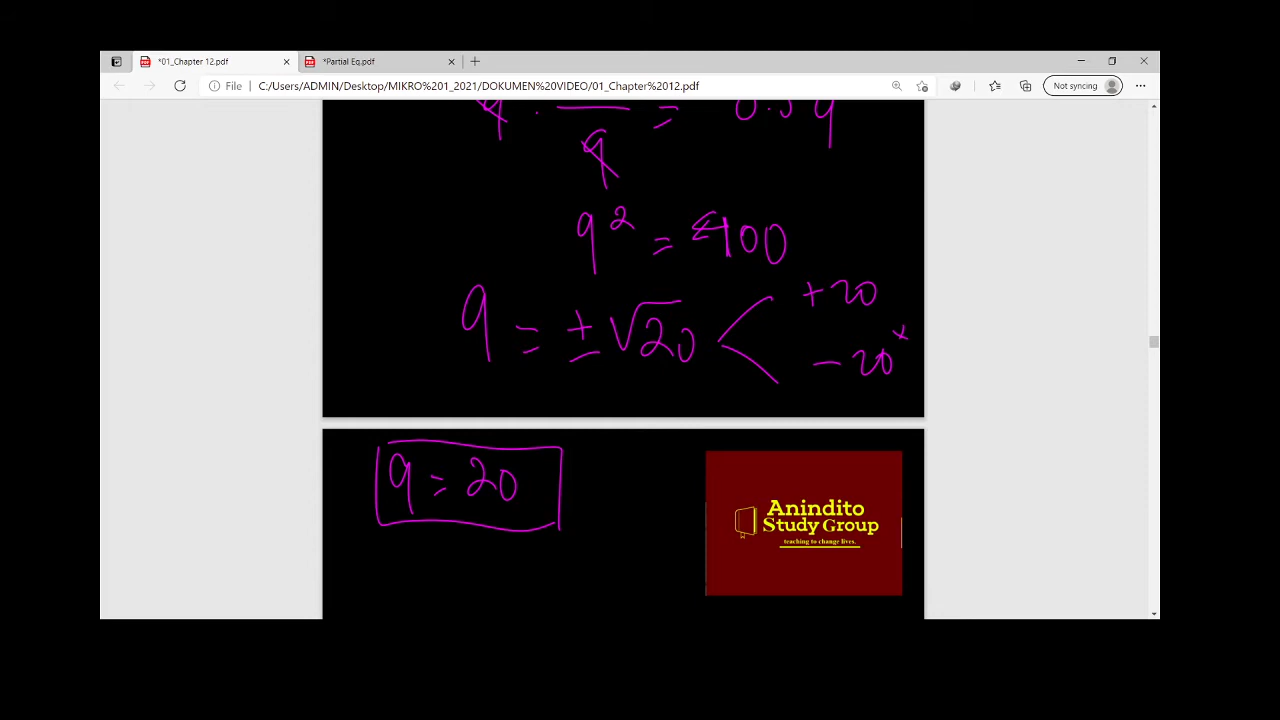 *01_Chapter 12.pdf
*Partial Eq.pdf
File C:/Users/ADMIN/Desktop/MIKRO%201_2021/DOKUMEN%20VIDEO/01_Chapter%2012.pdf
Not syncing
q
q² = 400
q = ± √20 < +20
- 20 ×
q = 20
Anindito
Study Group
teaching to change lives.